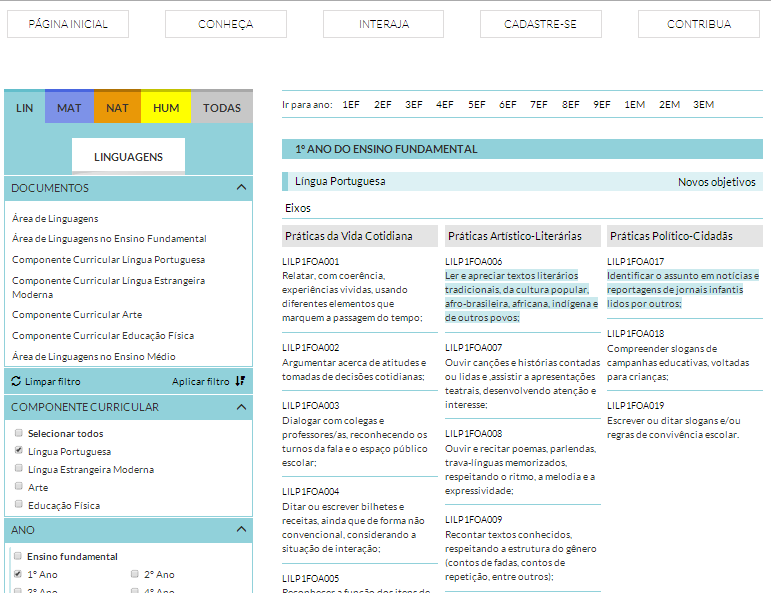 PÁGINA INICIAL
CONHEÇA
INTERAJA
CADASTRE-SE
CONTRIBUA
LIN
MAT
NAT
HUM
TODAS
LINGUAGENS
DOCUMENTOS
Área de Linguagens
Área de Linguagens no Ensino Fundamental
Componente Curricular Língua Portuguesa
Componente Curricular Língua Estrangeira
Moderna
Componente Curricular Arte
Componente Curricular Educação Física
Área de Linguagens no Ensino Médio
Limpar filtro
Aplicar filtro
COMPONENTE CURRICULAR
Selecionar todos
Língua Portuguesa
Língua Estrangeira Moderna
Arte
Educação Física
ANO
Ensino fundamental
1º Ano
2º Ano
3º Ano
4º Ano
Ir para ano:
1EF
2EF
3EF
4EF
5EF
6EF
7EF
8EF
9EF
1EM
2EM
3EM
1º ANO DO ENSINO FUNDAMENTAL
Língua Portuguesa
Novos objetivos
Eixos
Práticas da Vida Cotidiana
LILP1FOA001
Relatar, com coerência,
experiências vividas, usando
diferentes elementos que
marquem a passagem do tempo;
LILP1FOA002
Argumentar acerca de atitudes e
tomadas de decisões cotidianas;
LILP1FOA003
Dialogar com colegas e
professores/as, reconhecendo os
turnos da fala e o espaço público
escolar;
LILP1FOA004
Ditar ou escrever bilhetes e
receitas, ainda que de forma não
convencional, considerando a
situação de interação;
LILP1FOA005
Reconhecer a função dos itens de
Práticas Artístico-Literárias
LILP1FOA006
Ler e apreciar textos literários
tradicionais, da cultura popular,
afro-brasileira, africana, indígena e
de outros povos;
LILP1FOA007
Ouvir canções e histórias contadas
ou lidas e ,assistir a apresentações
teatrais, desenvolvendo atenção e
interesse;
LILP1FOA008
Ouvir e recitar poemas, parlendas,
trava-línguas memorizados,
respeitando o ritmo, a melodia e a
expressividade;
LILP1FOA009
Recontar textos conhecidos,
respeitando a estrutura do gênero
(contos de fadas, contos de
repetição, entre outros);
Práticas Político-Cidadãs
LILP1FOA017
Identificar o assunto em notícias e
reportagens de jornais infantis
lidos por outros;
LILP1FOA018
Compreender slogans de
campanhas educativas, voltadas
para crianças;
LILP1FOA019
Escrever ou ditar slogans e/ou
regras de convivência escolar.